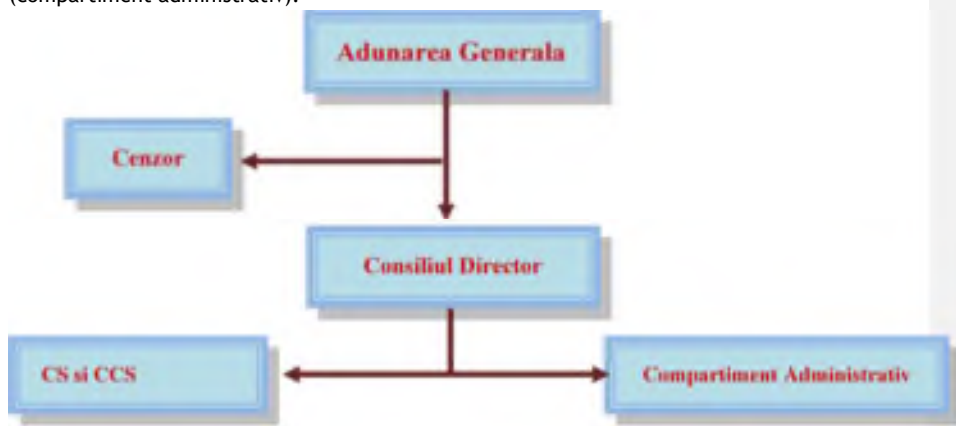 (compartiment administrativ).
Adunarea Generala
Cenzor
Consiliul Director
CS si CCS
Compartiment Administrativ